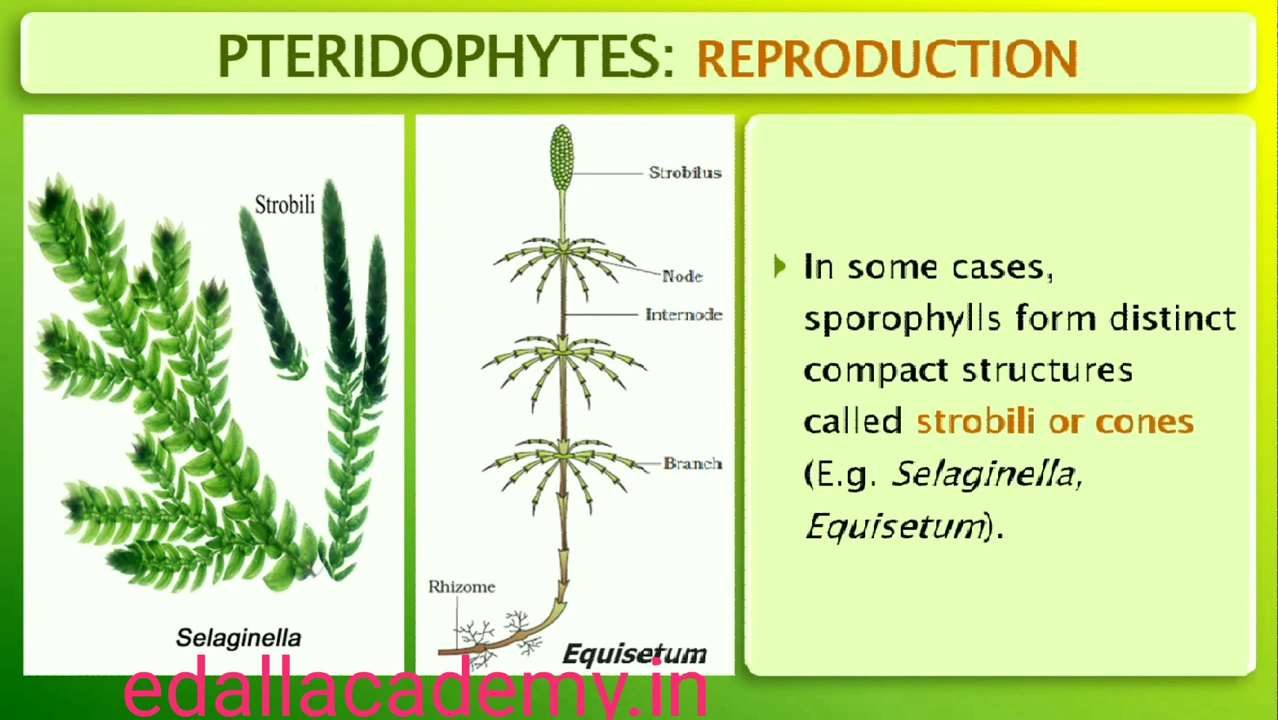 PTERIDOPHYTES: REPRODUCTION
Strobili
Selaginella
Strobilus
Node
Internode
Branch
Rhizome
Equisetum
In some cases,
sporophylls form distinct
compact structures
called strobili or cones
(E.g. Selaginella,
Equisetum).
edallacademy.in